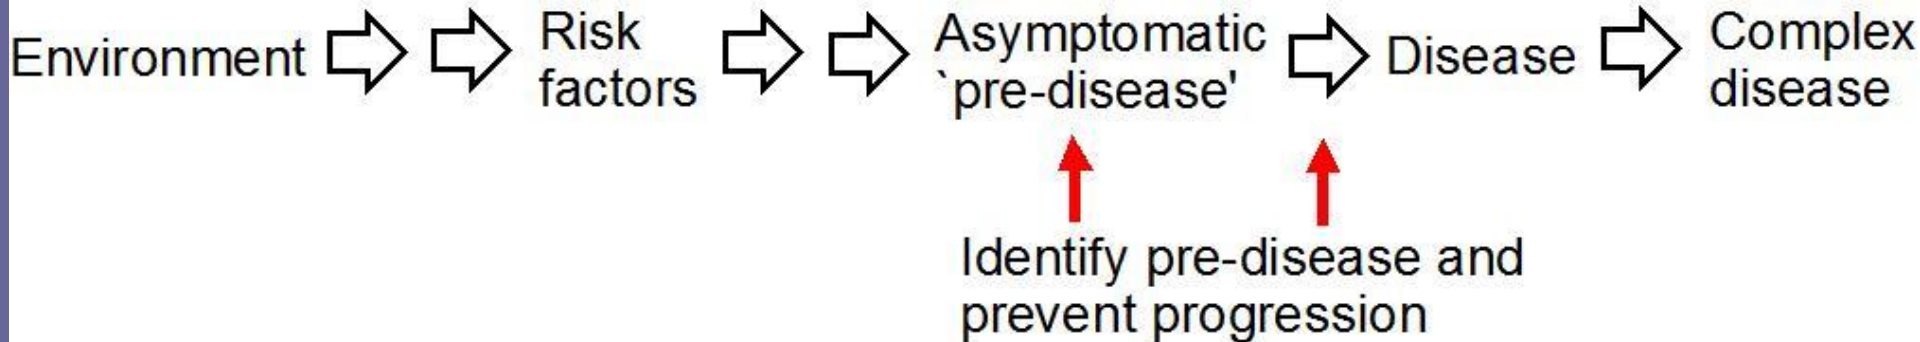 Environment
Risk
factors
Asymptomatic
`pre-disease'
Disease
Complex
disease
Identify pre-disease and
prevent progression